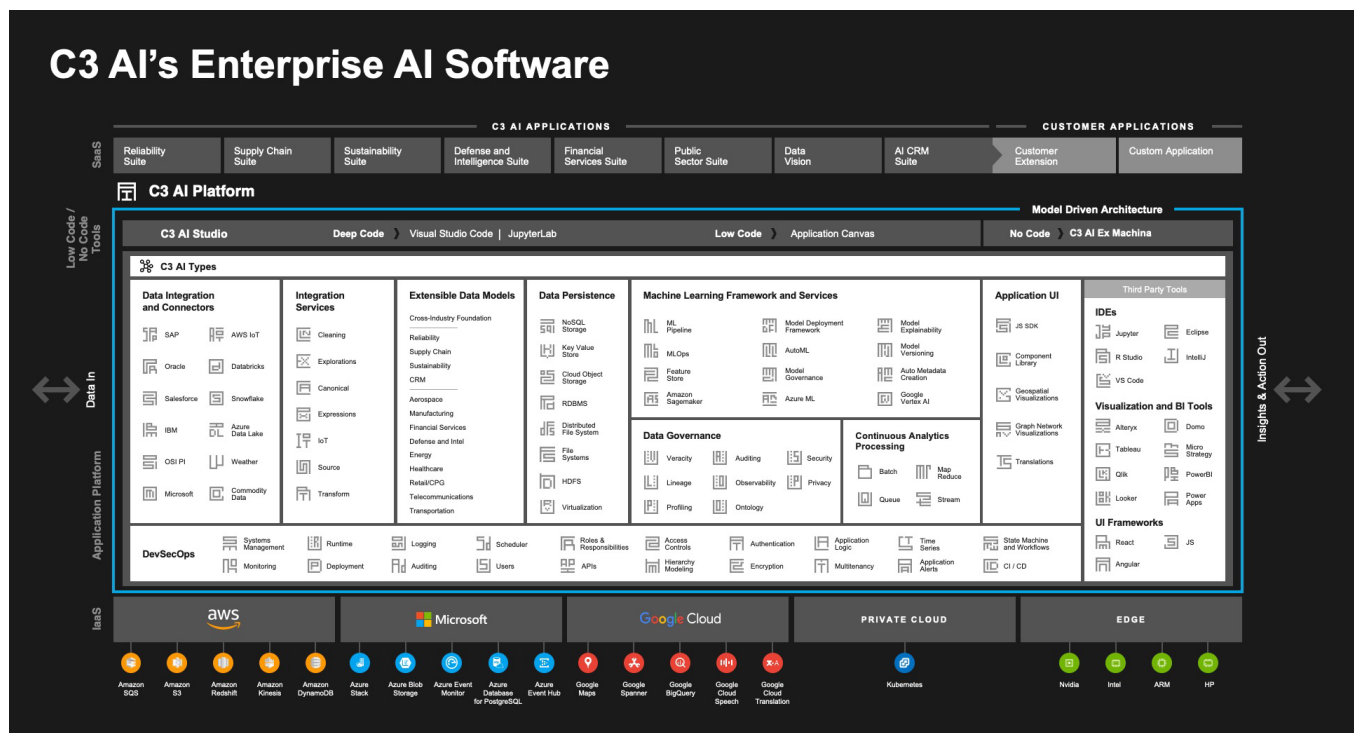 C3 AI's Enterprise AI Software
C3 AI APPLICATIONS
CUSTOMER APPLICATIONS
SaaS
Reliability
Suite
Supply Chain
Suite
Sustainability
Suite
Defense and
Intelligence Suite
Financial
Services Suite
Public
Sector Suite
Data
Vision
AI CRM
Suite
Customer
Extension
Custom Application
C3 AI Platform
Model Driven Architecture
Low Code /
No Code
Tools
C3 AI Studio
Deep Code
Visual Studio Code | JupyterLab
Low Code
Application Canvas
No Code
C3 AI Ex Machina
C3 AI Types
Data In
Application Platform
Data Integration
and Connectors
SAP
AWS IoT
Oracle
Databricks
Salesforce
Snowflake
IBM
Azure
Data Lake
OSI PI
Weather
Microsoft
Commodity
Data
Integration
Services
Cleaning
Explorations
Canonical
Expressions
IoT
Source
Transform
Extensible Data Models
Cross-Industry Foundation
Reliability
Supply Chain
Sustainability
CRM
Aerospace
Manufacturing
Financial Services
Defense and Intel
Energy
Healthcare
Retail/CPG
Telecommunications
Transportation
Data Persistence
NoSQL
Storage
Key Value
Store
Cloud Object
Storage
RDBMS
Distributed
File System
File
Systems
HDFS
Virtualization
Machine Learning Framework and Services
ML
Pipeline
Model Deployment
Framework
Model
Explainability
MLOps
AutoML
Model
Versioning
Feature
Store
Model
Governance
Auto Metadata
Creation
Amazon
Sagemaker
Azure ML
Google
Vertex AI
Data Governance
Veracity
Auditing
Security
Lineage
Observability
Privacy
Profiling
Ontology
Continuous Analytics
Processing
Batch
Map
Reduce
Queue
Stream
Application UI
JS SDK
Component
Library
Geospatial
Visualizations
Graph Network
Visualizations
Translations
Third Party Tools
IDEs
Jupyter
Eclipse
R Studio
IntelliJ
VS Code
Visualization and BI Tools
Alteryx
Domo
Tableau
Micro
Strategy
Qlik
PowerBI
Looker
Power
Apps
UI Frameworks
React
JS
Angular
Insights & Action Out
DevSecOps
Systems
Management
Runtime
Logging
Scheduler
Roles &
Responsibilities
Access
Controls
Authentication
Application
Logic
Time
Series
State Machine
and Workflows
Monitoring
Deployment
Auditing
Users
APIs
Hierarchy
Modeling
Encryption
Multitenancy
Application
Alerts
CI / CD
IaaS
aws
Microsoft
Google Cloud
PRIVATE CLOUD
EDGE
Amazon
SQS
Amazon
S3
Amazon
Redshift
Amazon
Kinesis
Amazon
DynamoDB
Azure
Stack
Azure Blob
Storage
Azure Event
Monitor
Azure
Database
for PostgreSQL
Azure
Event Hub
Google
Maps
Google
Spanner
Google
BigQuery
Google
Cloud
Speech
Google
Cloud
Translation
Kubernetes
Nvidia
Intel
ARM
HP